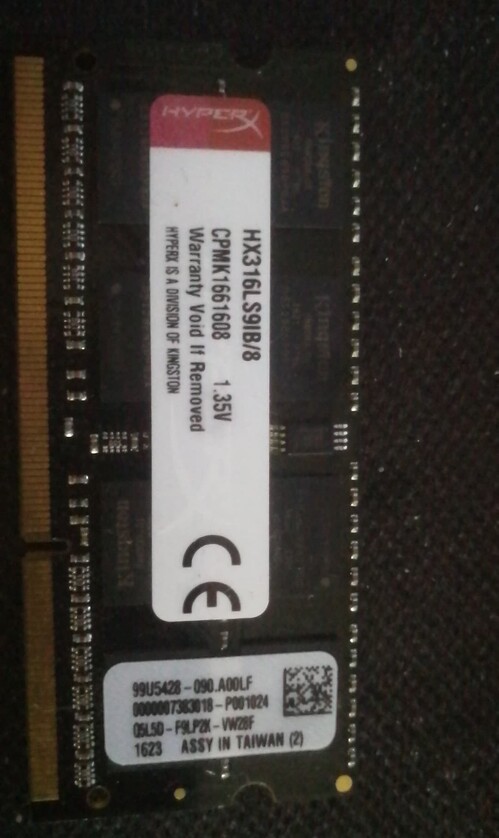 HYPERX
HX316LS9IB/8
CPMK1661608 1.35V
Warranty Void If Removed
HYPERX IS A DIVISION OF KINGSTON
CE
99U5428-090.A00LF
0000007383018-P001024
Q5L5D-F9LP2K-VW28F
1623 ASSY IN TAIWAN (2)
Kingston